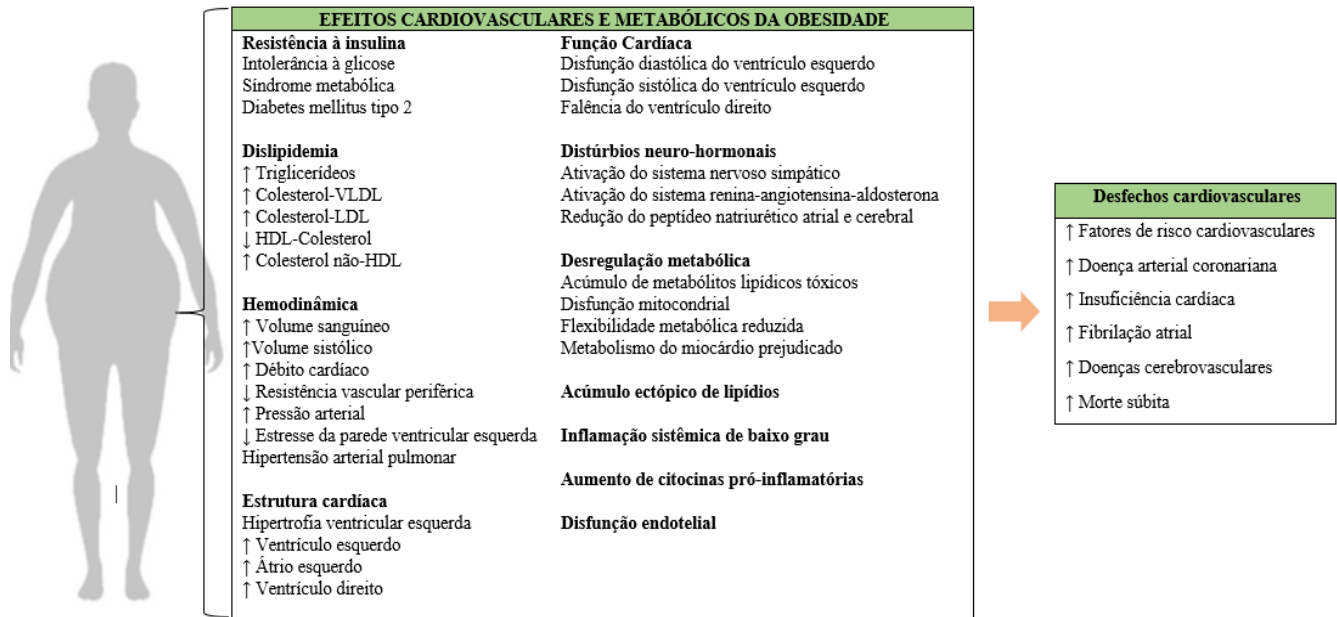 EFEITOS CARDIOVASCULARES E METABÓLICOS DA OBESIDADE
Resistência à insulina
Intolerância à glicose
Síndrome metabólica
Diabetes mellitus tipo 2
Dislipidemia
↑ Triglicerídeos
↑ Colesterol-VLDL
↑ Colesterol-LDL
↓ HDL-Colesterol
↑ Colesterol não-HDL
Hemodinâmica
↑ Volume sanguíneo
↑Volume sistólico
↑ Débito cardíaco
↓ Resistência vascular periférica
↑ Pressão arterial
↓ Estresse da parede ventricular esquerda
Hipertensão arterial pulmonar
Estrutura cardíaca
Hipertrofia ventricular esquerda
↑ Ventrículo esquerdo
↑ Átrio esquerdo
↑ Ventrículo direito
Função Cardíaca
Disfunção diastólica do ventrículo esquerdo
Disfunção sistólica do ventrículo esquerdo
Falência do ventrículo direito
Distúrbios neuro-hormonais
Ativação do sistema nervoso simpático
Ativação do sistema renina-angiotensina-aldosterona
Redução do peptídeo natriurético atrial e cerebral
Desregulação metabólica
Acúmulo de metabólitos lipídicos tóxicos
Disfunção mitocondrial
Flexibilidade metabólica reduzida
Metabolismo do miocárdio prejudicado
Acúmulo ectópico de lipídios
Inflamação sistêmica de baixo grau
Aumento de citocinas pró-inflamatórias
Disfunção endotelial
Desfechos cardiovasculares
↑ Fatores de risco cardiovasculares
↑ Doença arterial coronariana
↑ Insuficiência cardíaca
↑ Fibrilação atrial
↑ Doenças cerebrovasculares
↑ Morte súbita